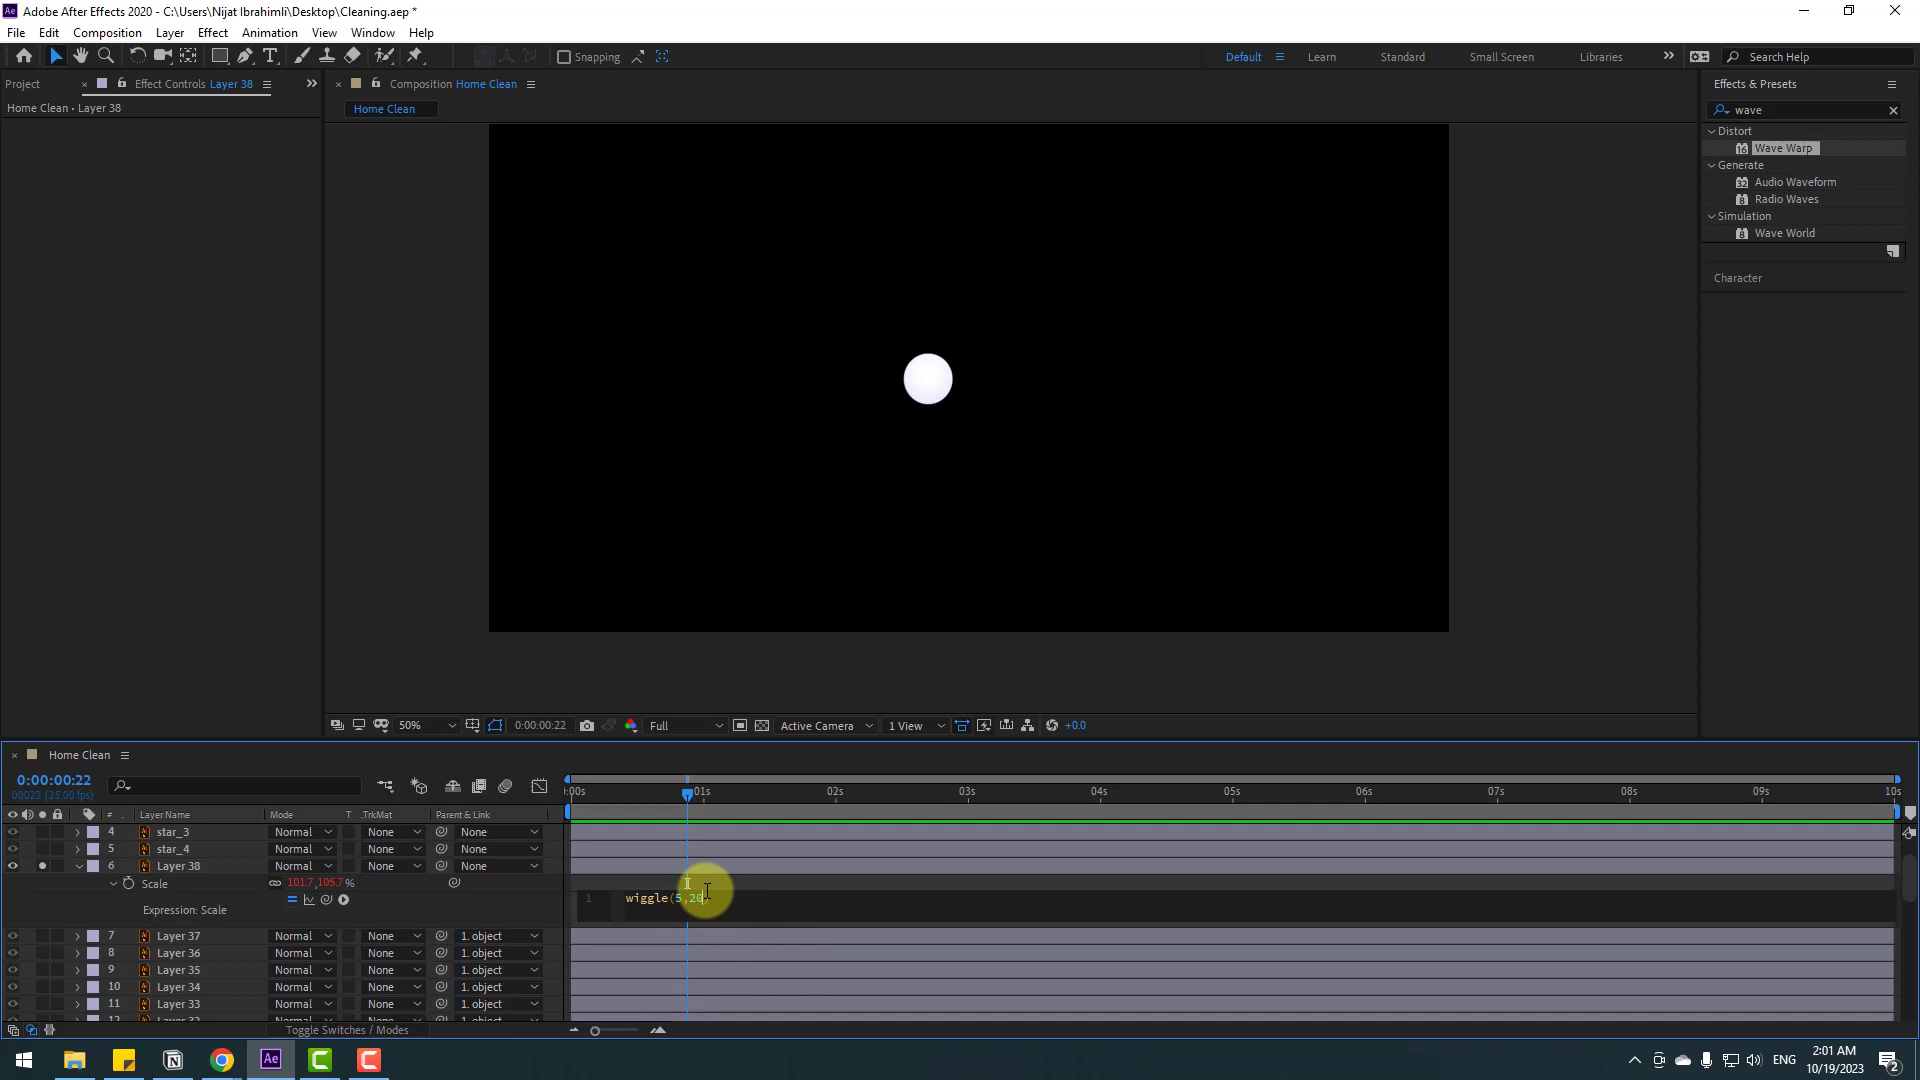 Adobe After Effects 2020 - C:\Users\Nijat Ibrahimli\Desktop\Cleaning.aep *
File Edit Composition Layer Effect Animation View Window Help
Snapping
Default Learn Standard Small Screen Libraries Search Help
Project Effect Controls Layer 38
Home Clean • Layer 38
Composition Home Clean
Home Clean
Effects & Presets
wave
Distort
Wave Warp
Generate
Audio Waveform
Radio Waves
Simulation
Wave World
Character
50% 0:00:00:22 Full Active Camera 1 View +0.0
Home Clean
0:00:00:22
00022 (25.00 fps)
:00s 01s 02s 03s 04s 05s 06s 07s 08s 09s 10s
# Layer Name Mode T .TrkMat Parent & Link
4 star_3 Normal None None
5 star_4 Normal None None
6 Layer 38 Normal None None
Scale 101.7,105.7%
Expression: Scale
1 wiggle(5,20
7 Layer 37 Normal None 1. object
8 Layer 36 Normal None 1. object
9 Layer 35 Normal None 1. object
10 Layer 34 Normal None 1. object
11 Layer 33 Normal None 1. object
12 Layer 32 Normal None 1. object
Toggle Switches / Modes
ENG 2:01 AM
10/19/2023 2